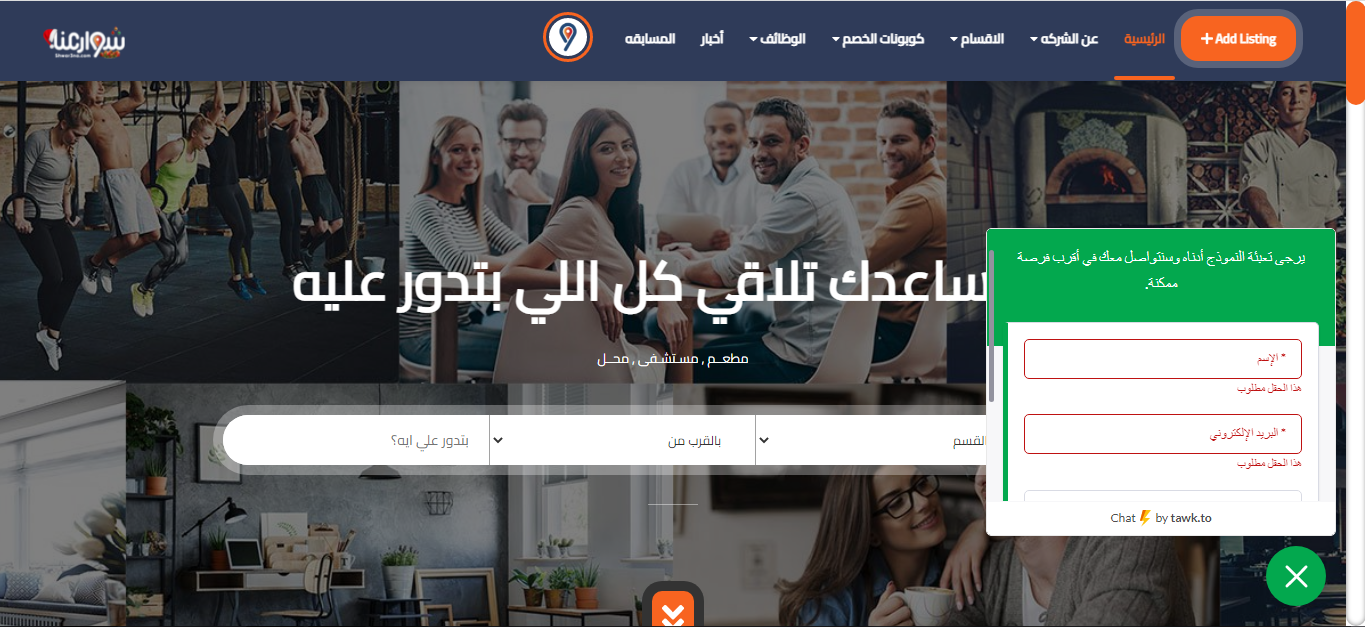 شوارعنا
Shwar3na.com
+ Add Listing
الرئيسية
عن الشركه
الاقسام
كوبونات الخصم
الوظائف
أخبار
المسابقه
ساعدك تلاقي كل اللي بتدور عليه
مطعــم , مستشفى , محــل
بتدور علي ايه؟
بالقرب من
القسم
يرجى تعبئة النموذج أدناه وسنتواصل معك في أقرب فرصة
ممكنة.
* الإسم
هذا الحقل مطلوب
* البريد الإلكتروني
هذا الحقل مطلوب
Chat by tawk.to